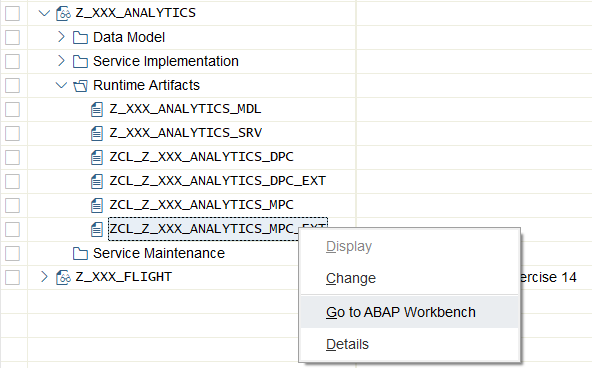 Z_XXX_ANALYTICS
Data Model
Service Implementation
Runtime Artifacts
Z_XXX_ANALYTICS_MDL
Z_XXX_ANALYTICS_SRV
ZCL_Z_XXX_ANALYTICS_DPC
ZCL_Z_XXX_ANALYTICS_DPC_EXT
ZCL_Z_XXX_ANALYTICS_MPC
ZCL_Z_XXX_ANALYTICS_MPC_EXT
Display
Service Maintenance
Z_XXX_FLIGHT
Change
ercise 14
Go to ABAP Workbench
Details